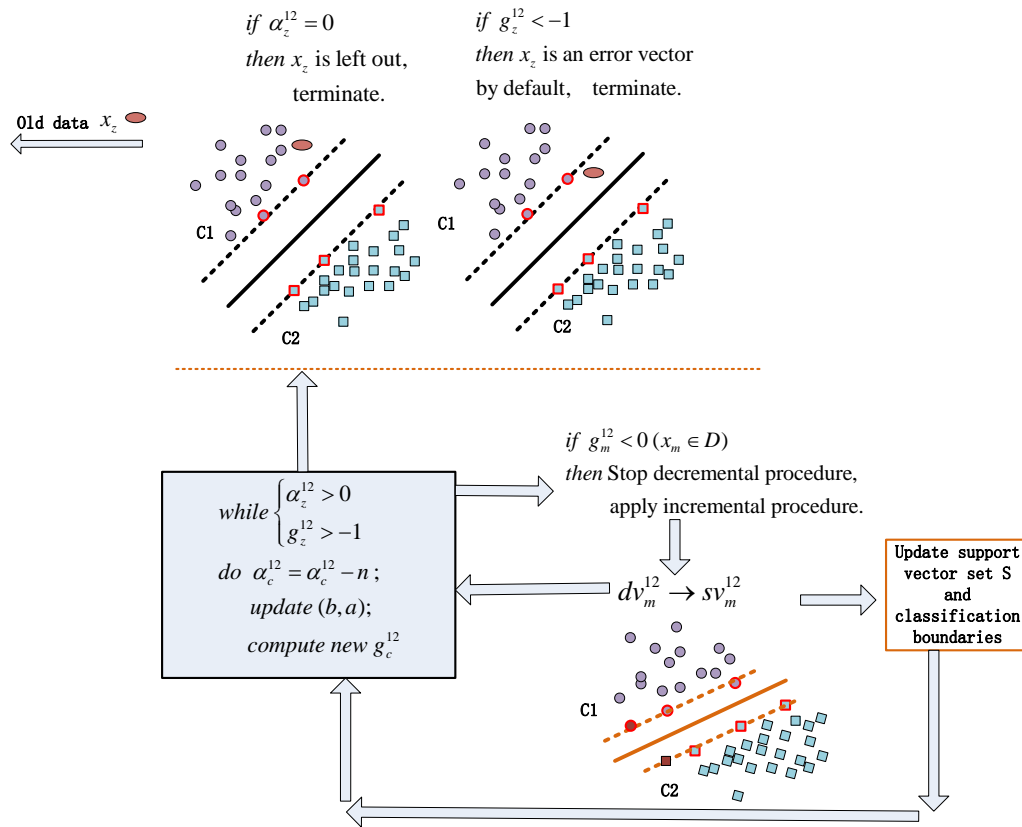 if α_z^12 = 0
then x_z is left out,
terminate.
if g_z^12 < −1
then x_z is an error vector
by default, terminate.
Old data x_z
C1
C2
C1
C2
if g_m^12 < 0 (x_m ∈ D)
then Stop decremental procedure,
apply incremental procedure.
while { α_z^12 > 0
g_z^12 > −1
do α_c^12 = α_c^12 − n ;
update (b, a);
compute new g_c^12
dv_m^12 → sv_m^12
Update support
vector set S
and
classification
boundaries
C1
C2